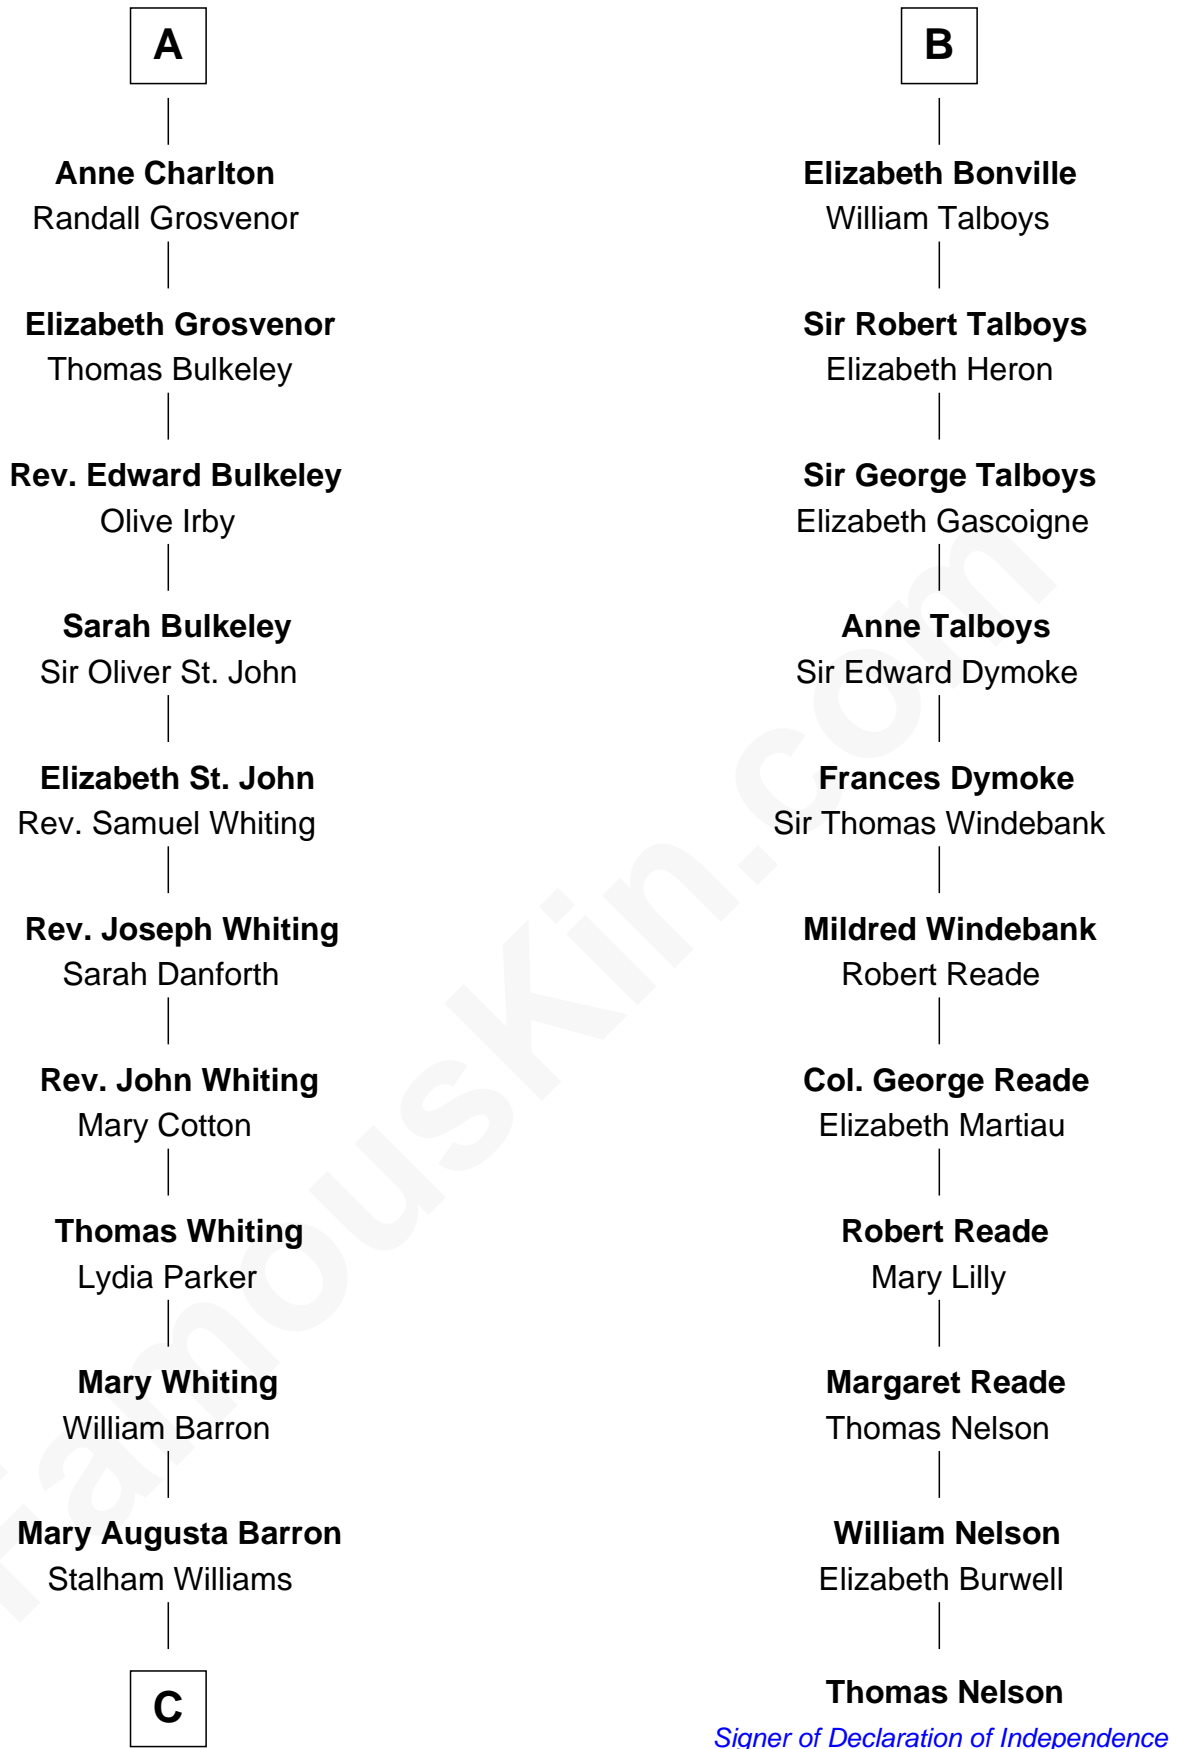 A
Anne Charlton
Randall Grosvenor
Elizabeth Grosvenor
Thomas Bulkeley
Rev. Edward Bulkeley
Olive Irby
Sarah Bulkeley
Sir Oliver St. John
Elizabeth St. John
Rev. Samuel Whiting
Rev. Joseph Whiting
Sarah Danforth
Rev. John Whiting
Mary Cotton
Thomas Whiting
Lydia Parker
Mary Whiting
William Barron
Mary Augusta Barron
Stalham Williams
C
B
Elizabeth Bonville
William Talboys
Sir Robert Talboys
Elizabeth Heron
Sir George Talboys
Elizabeth Gascoigne
Anne Talboys
Sir Edward Dymoke
Frances Dymoke
Sir Thomas Windebank
Mildred Windebank
Robert Reade
Col. George Reade
Elizabeth Martiau
Robert Reade
Mary Lilly
Margaret Reade
Thomas Nelson
William Nelson
Elizabeth Burwell
Thomas Nelson
Signer of Declaration of Independence
FamousKin.com